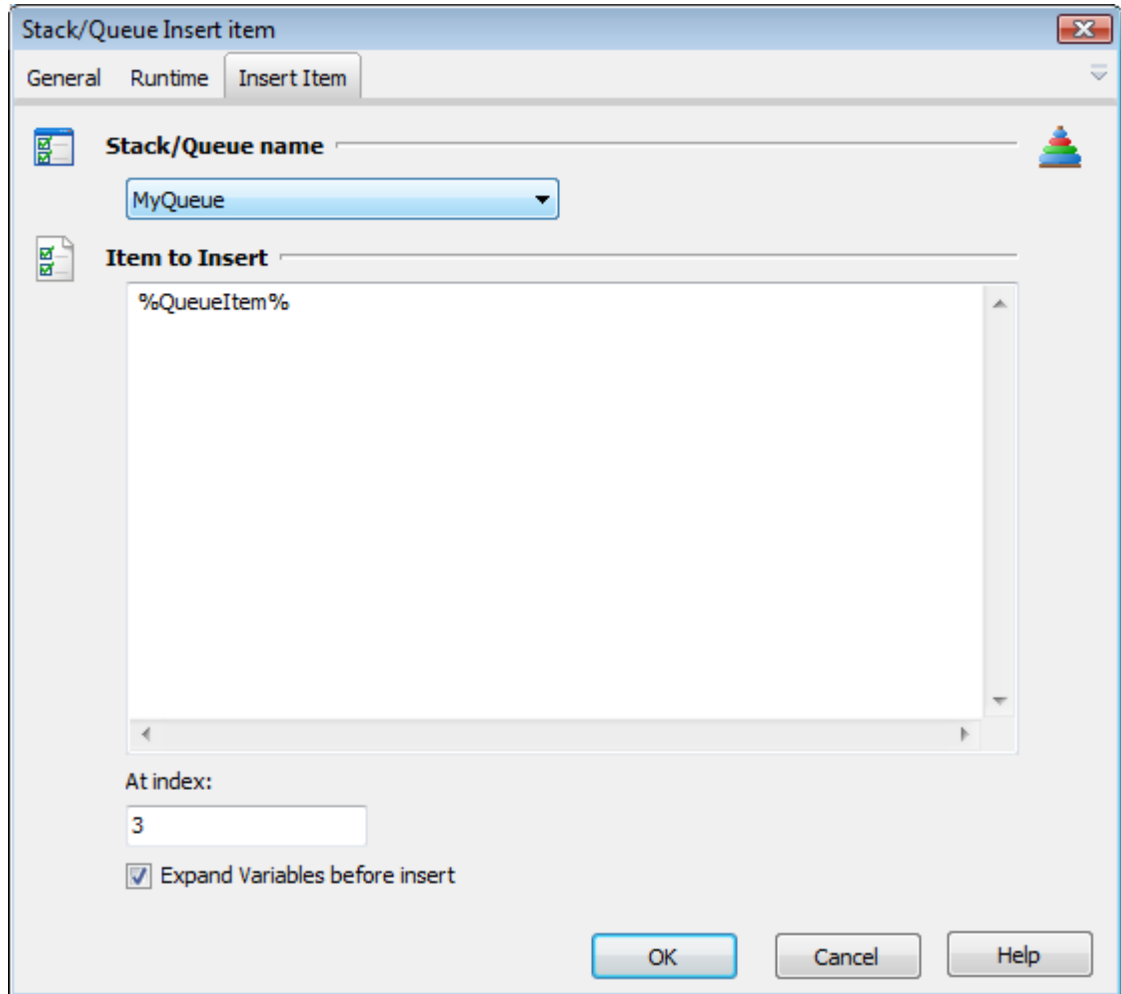 Stack/Queue Insert item
General Runtime Insert Item
Stack/Queue name
MyQueue
Item to Insert
%QueueItem%
At index:
3
Expand Variables before insert
OK Cancel Help